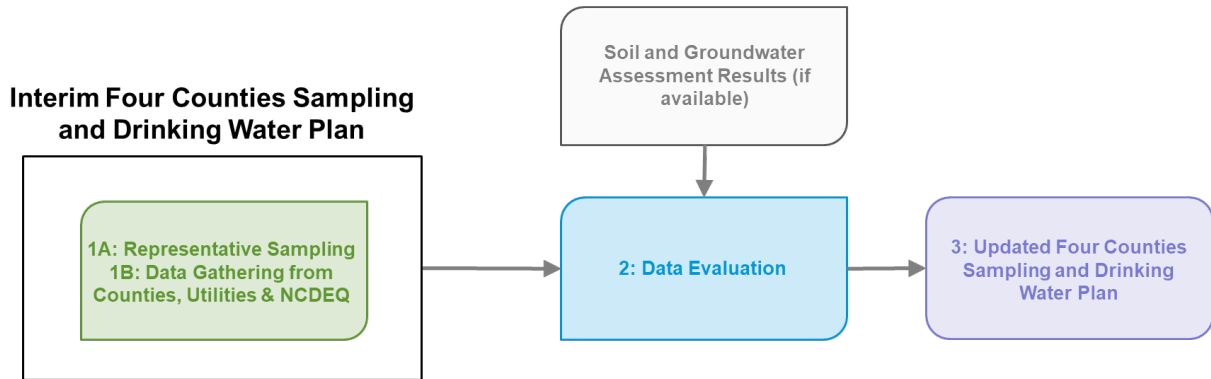 Interim Four Counties Sampling
and Drinking Water Plan
1A: Representative Sampling
1B: Data Gathering from
Counties, Utilities & NCDEQ
Soil and Groundwater
Assessment Results (if
available)
2: Data Evaluation
3: Updated Four Counties
Sampling and Drinking
Water Plan